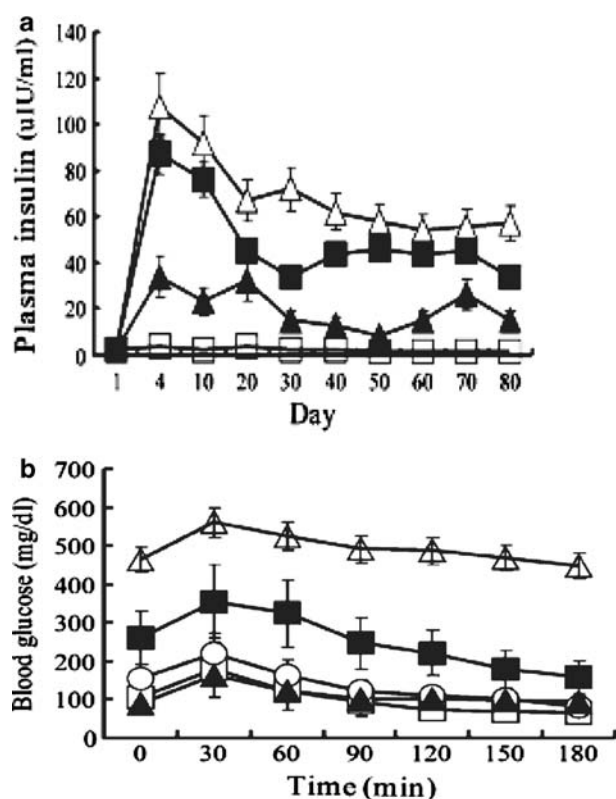 a
Plasma insulin (uIU/ml)
140
120
100
80
60
40
20
0
1 4 10 20 30 40 50 60 70 80
Day
b
Blood glucose (mg/dl)
700
600
500
400
300
200
100
0
0 30 60 90 120 150 180
Time (min)